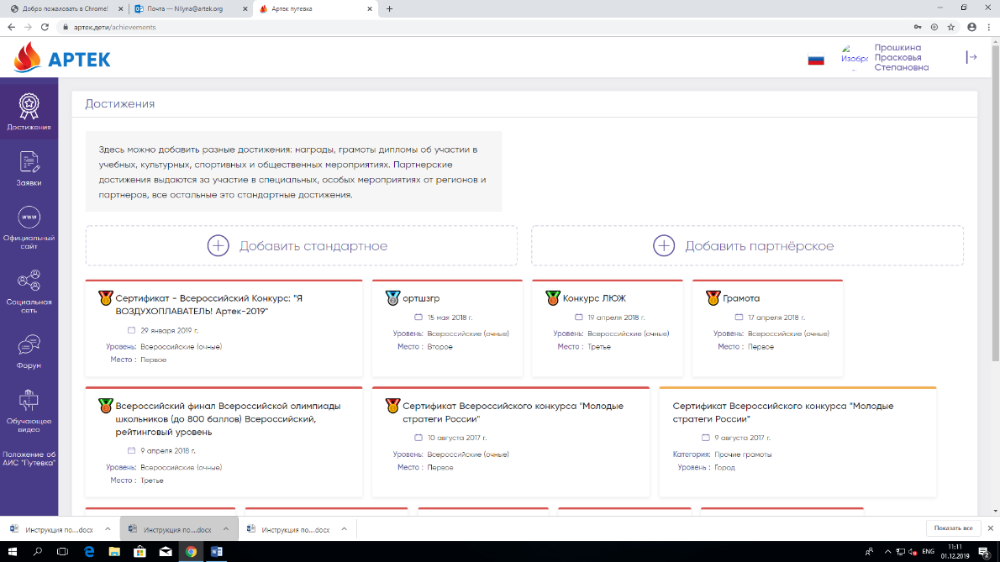 Добро пожаловать в Chrome!
Почта — NIlyna@artek.org
Артек путевка
артек.дети/achievements
АРТЕК
Изобра
Прошкина
Прасковья
Степановна
Достижения
Заявки
www
Официальный
сайт
Социальная
сеть
Форум
Обучающее
видео
Положение об
АИС "Путевка"
Достижения
Здесь можно добавить разные достижения: награды, грамоты дипломы об участии в
учебных, культурных, спортивных и общественных мероприятиях. Партнерские
достижения выдаются за участие в специальных, особых мероприятиях от регионов и
партнеров, все остальные это стандартные достижения.
Добавить стандартное
Добавить партнёрское
Сертификат - Всероссийский Конкурс: "Я
ВОЗДУХОПЛАВАТЕЛЬ! Артек-2019"
29 января 2019 г.
Уровень: Всероссийские (очные)
Место : Первое
ортшзгр
15 мая 2018 г.
Уровень: Всероссийские (очные)
Место : Второе
Конкурс ЛЮЖ
19 апреля 2018 г.
Уровень: Всероссийские (очные)
Место : Третье
Грамота
17 апреля 2018 г.
Уровень: Всероссийские (очные)
Место : Первое
Всероссийский финал Всероссийской олимпиады
школьников (до 800 баллов) Всероссийский,
рейтинговый уровень
9 апреля 2018 г.
Уровень: Всероссийские (очные)
Место : Третье
Сертификат Всероссийского конкурса "Молодые
стратеги России"
10 августа 2017 г.
Уровень: Всероссийские (очные)
Место : Первое
Сертификат Всероссийского конкурса "Молодые
стратеги России"
9 августа 2017 г.
Категория: Прочие грамоты
Уровень : Город
Инструкция по....docx
Инструкция по....docx
Инструкция по....docx
Показать все
ENG
11:11
01.12.2019
2